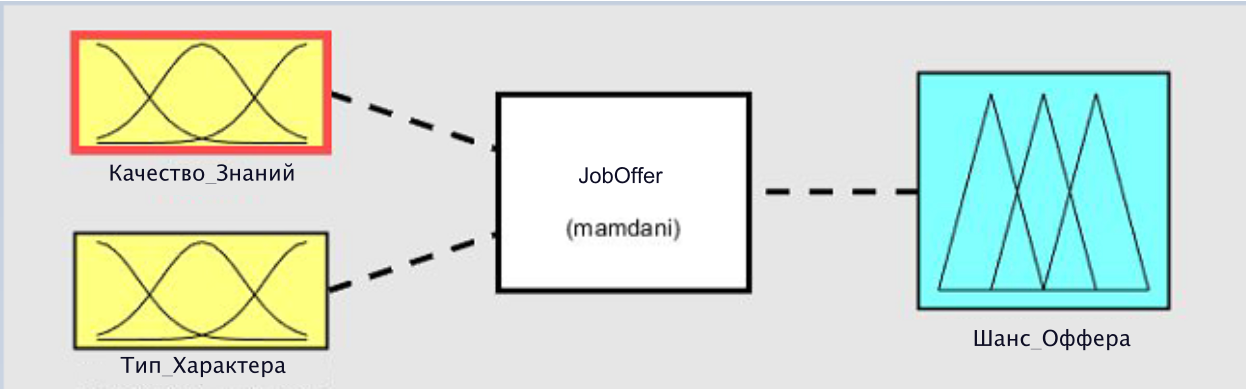 Качество_Знаний
JobOffer
(mamdani)
Шанс_Оффера
Тип_Характера